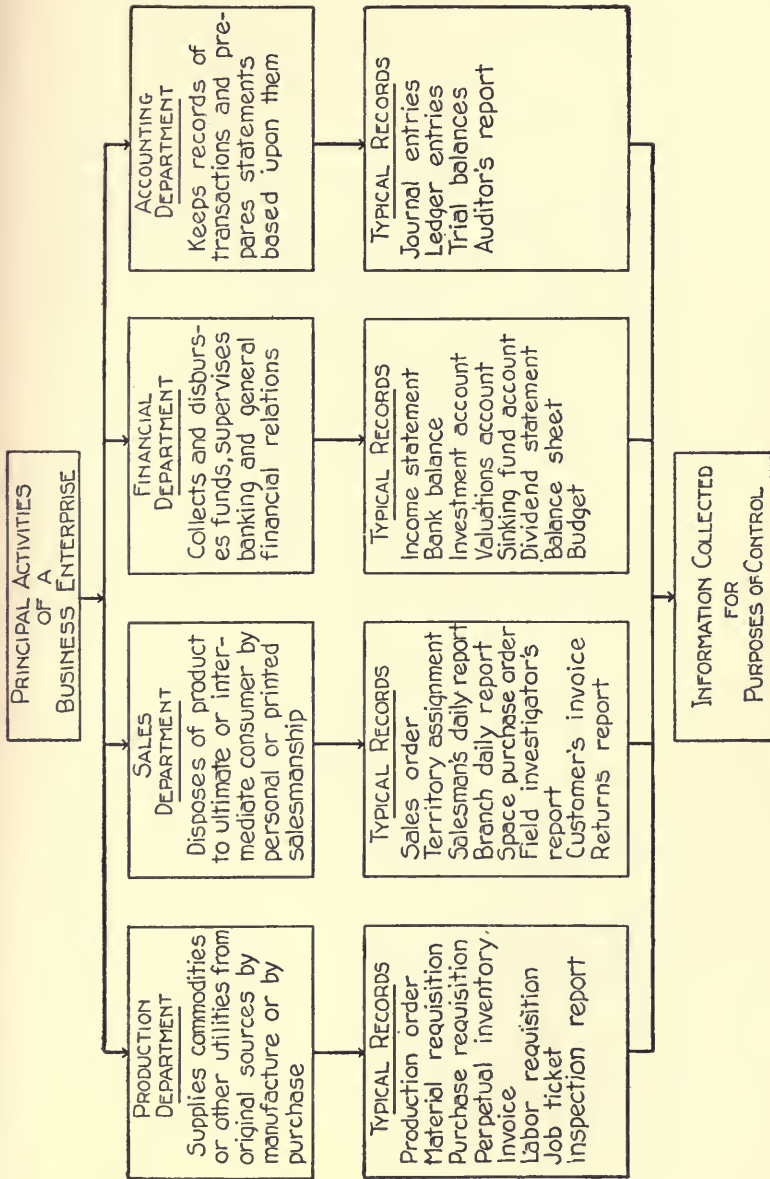 PRINCIPAL ACTIVITIES
OF A
BUSINESS ENTERPRISE
PRODUCTION
DEPARTMENT
Supplies commodities
or other utilities from
original sources by
manufacture or by
purchase
SALES
DEPARTMENT
Disposes of product
to ultimate or inter-
mediate consumer by
personal or printed
salesmanship
FINANCIAL
DEPARTMENT
Collects and disburs-
es funds, supervises
banking and general
financial relations
ACCOUNTING
DEPARTMENT
Keeps records of
transactions and pre-
pares statements
based upon them
TYPICAL RECORDS
Production order
Material requisition
Purchase requisition
Perpetual inventory
Invoice
Labor requisition
Job ticket
Inspection report
TYPICAL RECORDS
Sales order
Territory assignment
Salesman's daily report
Branch daily report
Space purchase order
Field investigator's
report
Customer's invoice
Returns report
TYPICAL RECORDS
Income statement
Bank balance
Investment account
Valuations account
Sinking fund account
Dividend statement
Balance sheet
Budget
TYPICAL RECORDS
Journal entries
Ledger entries
Trial balances
Auditor's report
INFORMATION COLLECTED
FOR
PURPOSES OF CONTROL